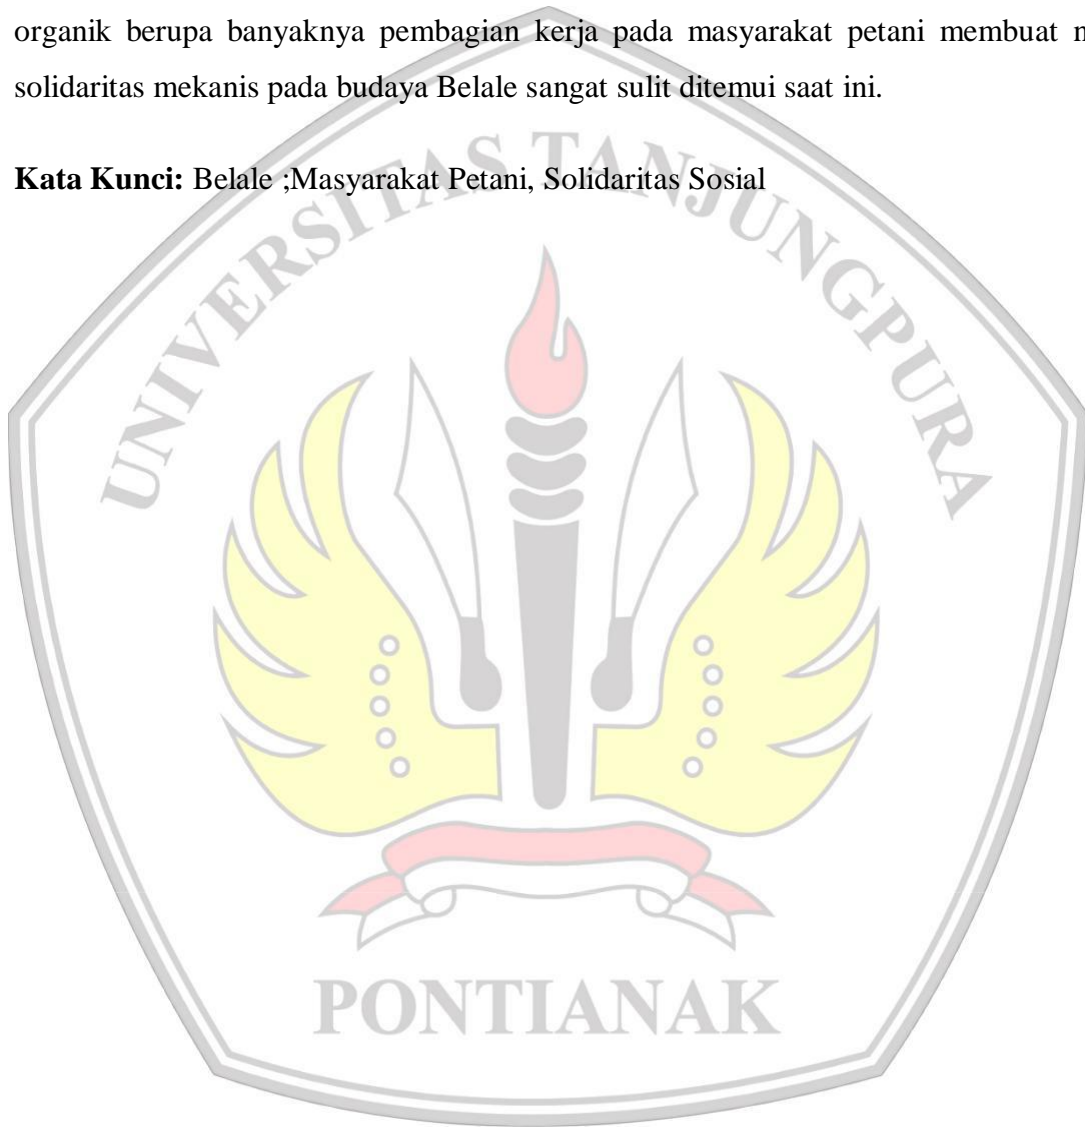 organik berupa banyaknya pembagian kerja pada masyarakat petani membuat
solidaritas mekanis pada budaya Belale sangat sulit ditemui saat ini.
Kata Kunci: Belale ;Masyarakat Petani, Solidaritas Sosial
UNIVERSITAS TANJUNGPURA
PONTIANAK